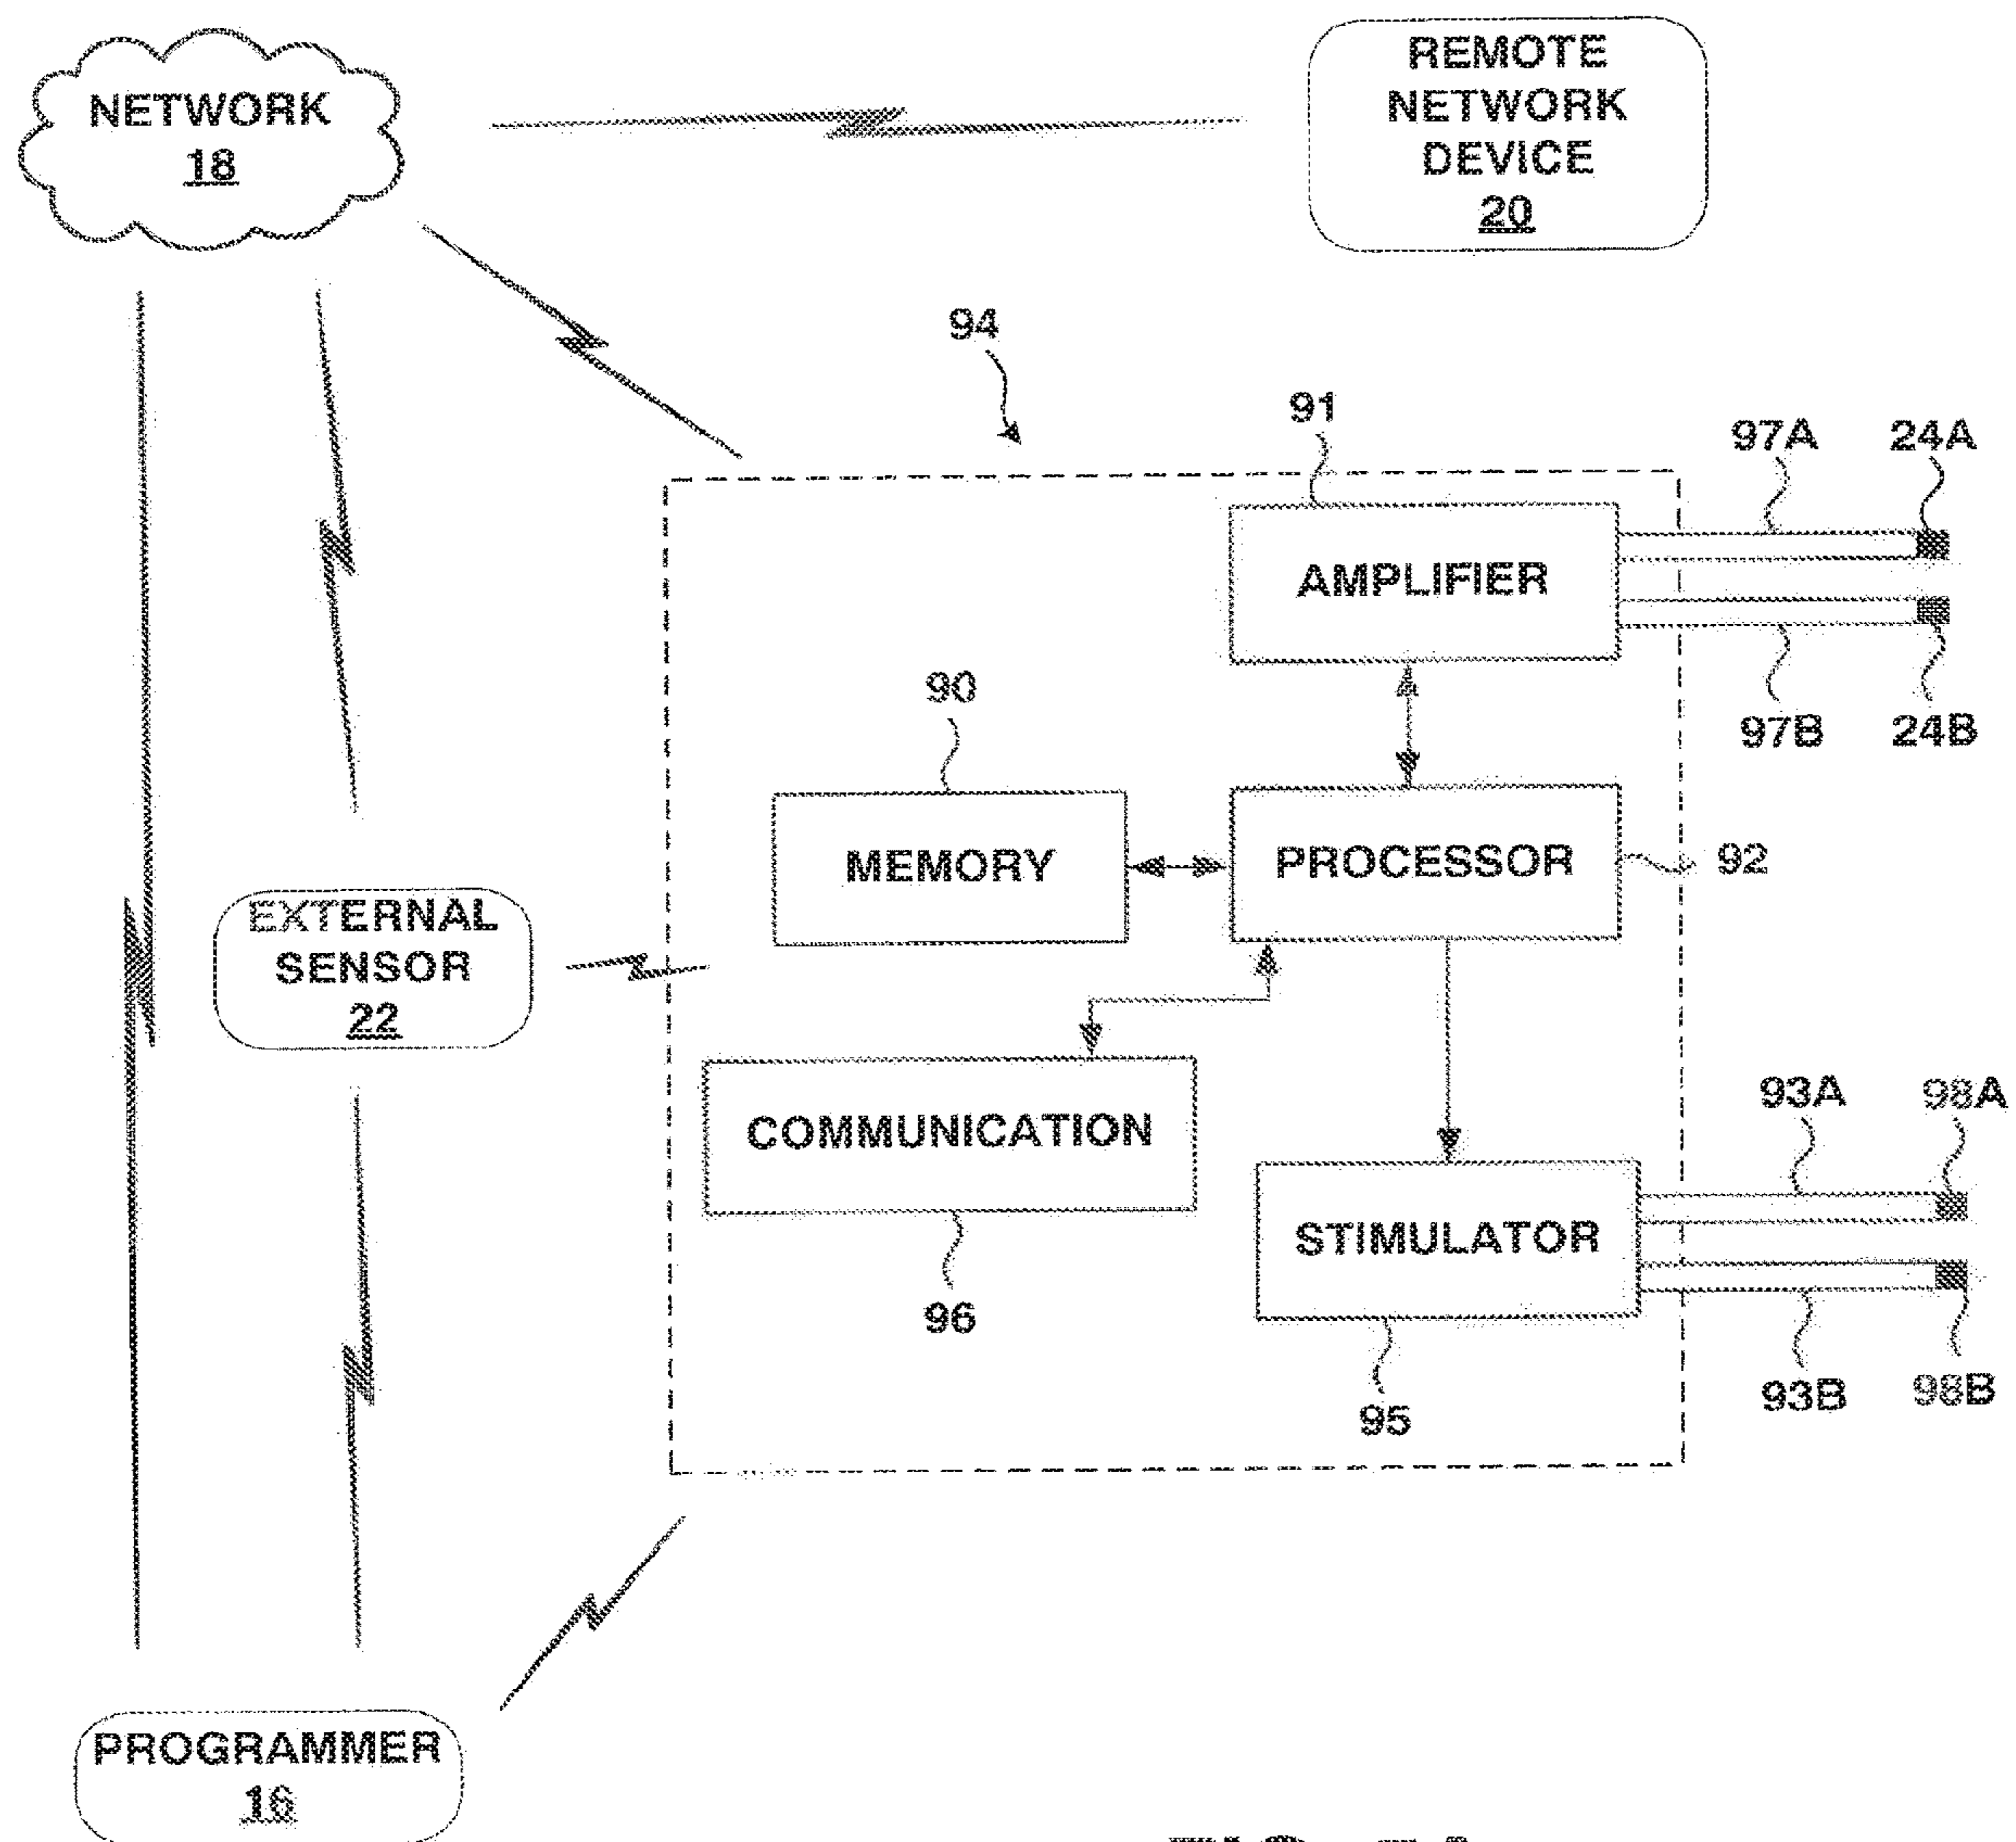 NETWORK
18
REMOTE
NETWORK
DEVICE
20
94
91
97A
24A
AMPLIFIER
97B
24B
90
MEMORY
PROCESSOR
92
EXTERNAL
SENSOR
22
COMMUNICATION
96
93A
98A
STIMULATOR
95
93B
98B
PROGRAMMER
16